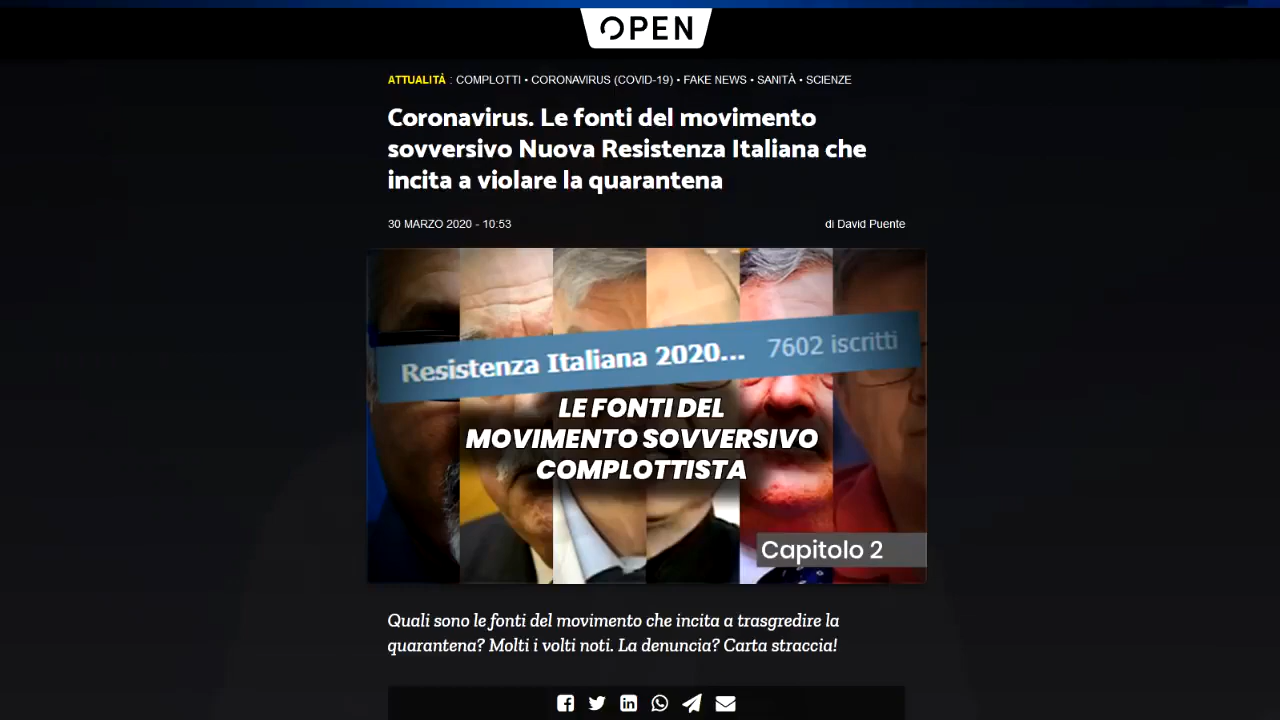 OPEN
ATTUALITÀ : COMPLOTTI • CORONAVIRUS (COVID-19) • FAKE NEWS • SANITÀ • SCIENZE
Coronavirus. Le fonti del movimento
sovversivo Nuova Resistenza Italiana che
incita a violare la quarantena
30 MARZO 2020 - 10:53
di David Puente
Resistenza Italiana 2020... 7602 iscritti
LE FONTI DEL
MOVIMENTO SOVVERSIVO
COMPLOTTISTA
Capitolo 2
Quali sono le fonti del movimento che incita a trasgredire la
quarantena? Molti i volti noti. La denuncia? Carta straccia!